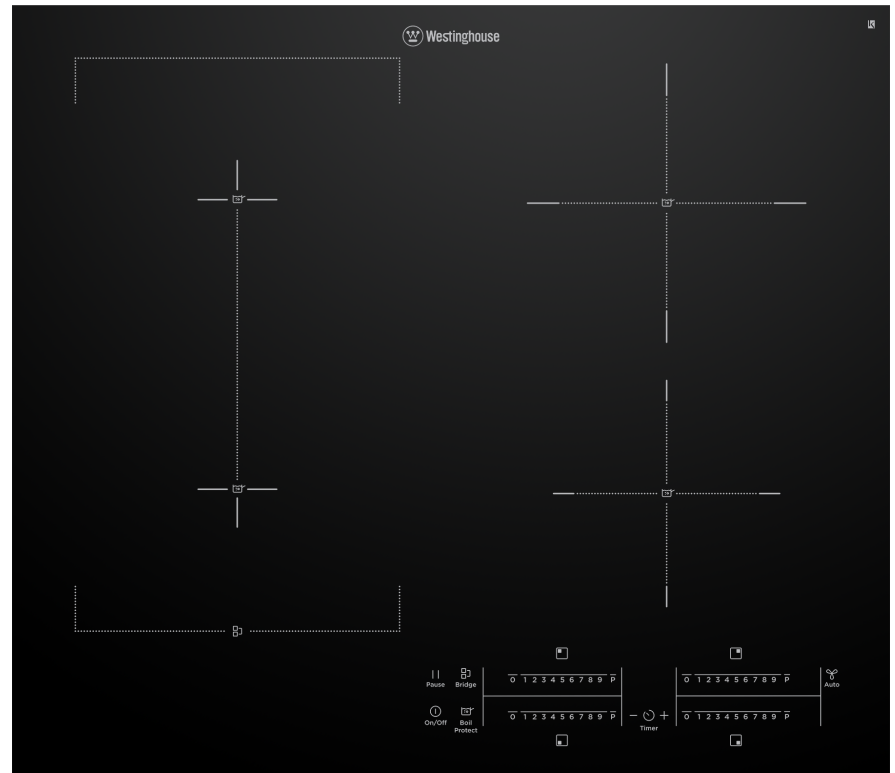 Westinghouse
Pause
Bridge
0 1 2 3 4 5 6 7 8 9 P
0 1 2 3 4 5 6 7 8 9 P
Auto
On/Off
Boil
Protect
0 1 2 3 4 5 6 7 8 9 P
− +
Timer
0 1 2 3 4 5 6 7 8 9 P